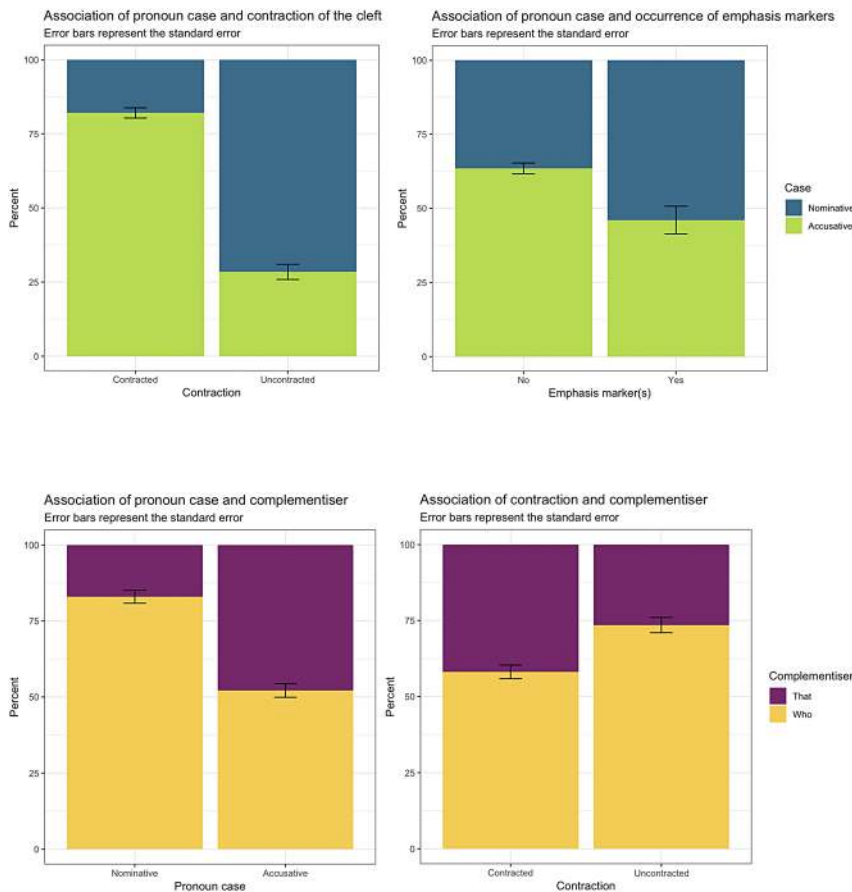 Association of pronoun case and contraction of the cleft
Error bars represent the standard error
100
75
50
25
0
Percent
Contracted
Uncontracted
Contraction
Association of pronoun case and occurrence of emphasis markers
Error bars represent the standard error
100
75
50
25
0
Percent
No
Yes
Emphasis marker(s)
Case
Nominative
Accusative
Association of pronoun case and complementiser
Error bars represent the standard error
100
75
50
25
0
Percent
Nominative
Accusative
Pronoun case
Association of contraction and complementiser
Error bars represent the standard error
100
75
50
25
0
Percent
Contracted
Uncontracted
Contraction
Complementiser
That
Who